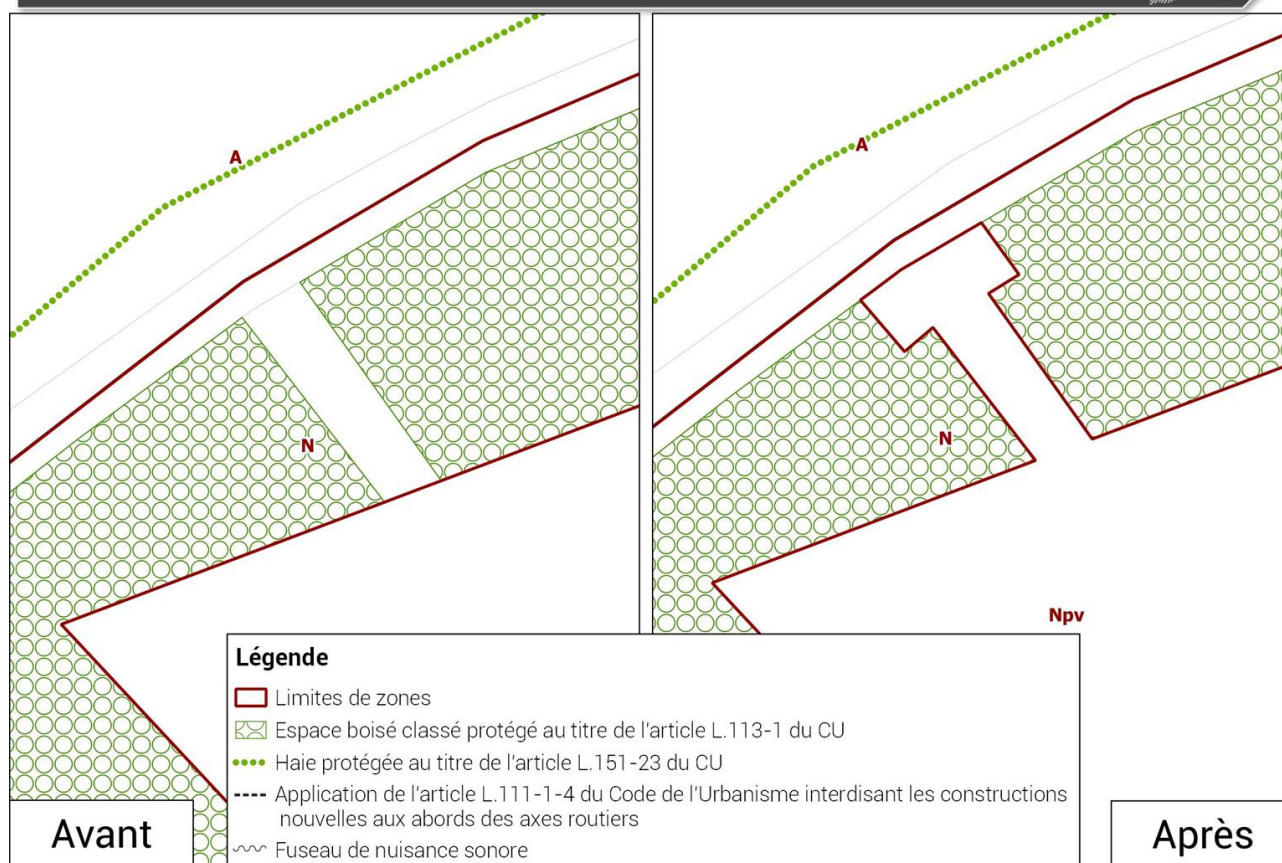 A
N
A
N
Npv
Légende
Limites de zones
Espace boisé classé protégé au titre de l'article L.113-1 du CU
Haie protégée au titre de l'article L.151-23 du CU
Application de l'article L.111-1-4 du Code de l'Urbanisme interdisant les constructions
nouvelles aux abords des axes routiers
Fuseau de nuisance sonore
Avant
Après